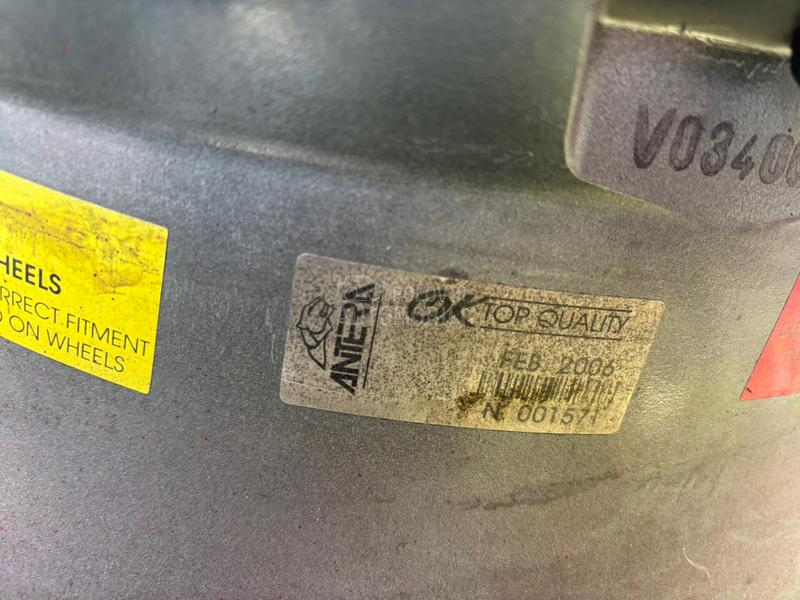 V0340
HEELS
RRECT FITMENT
ON WHEELS
ANTERA
OK TOP QUALITY
FEB 2006
N° 001571